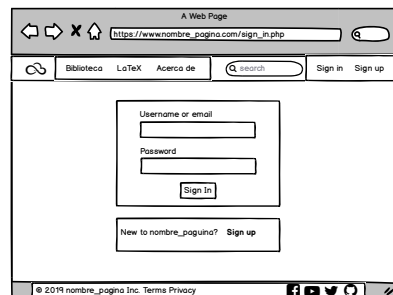 A Web Page
https://www.nombre_pagina.com/sign_in.php
Biblioteca LaTeX Acerca de search Sign in Sign up
Username or email
Password
Sign In
New to nombre_paguina? Sign up
© 2019 nombre_pagina Inc. Terms Privacy